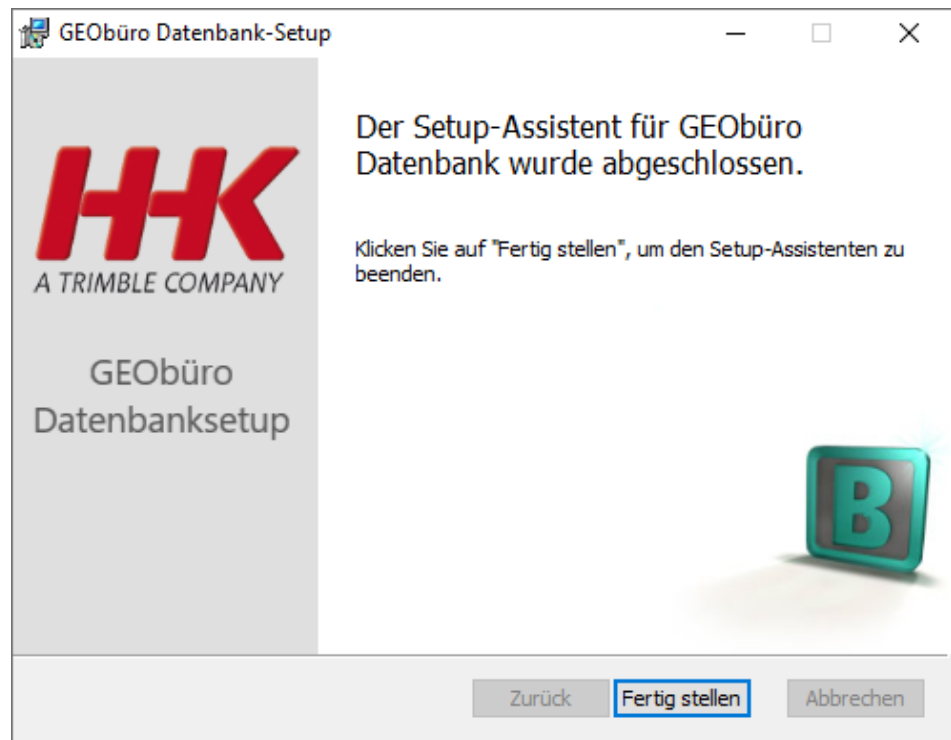 GEObüro Datenbank-Setup
HHK
A TRIMBLE COMPANY
GEObüro
Datenbanksetup
Der Setup-Assistent für GEObüro
Datenbank wurde abgeschlossen.
Klicken Sie auf "Fertig stellen", um den Setup-Assistenten zu
beenden.
B
Zurück Fertig stellen Abbrechen